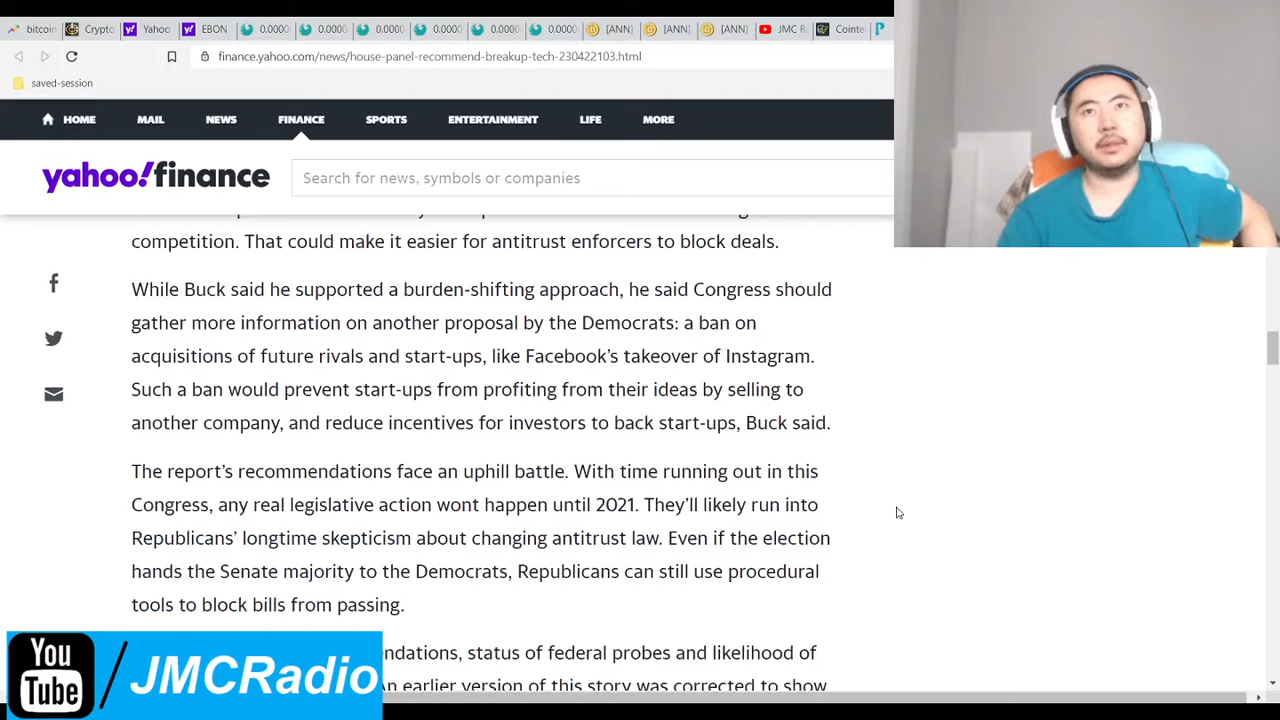 bitcoin Crypto Yahoo EBON 0.0000 0.0000 0.0000 0.0000 0.0000 0.0000 [ANN] [ANN] [ANN] JMC R Cointe
finance.yahoo.com/news/house-panel-recommend-breakup-tech-230422103.html
saved-session
HOME MAIL NEWS FINANCE SPORTS ENTERTAINMENT LIFE MORE
yahoo!finance Search for news, symbols or companies
competition. That could make it easier for antitrust enforcers to block deals.
While Buck said he supported a burden-shifting approach, he said Congress should
gather more information on another proposal by the Democrats: a ban on
acquisitions of future rivals and start-ups, like Facebook's takeover of Instagram.
Such a ban would prevent start-ups from profiting from their ideas by selling to
another company, and reduce incentives for investors to back start-ups, Buck said.
The report's recommendations face an uphill battle. With time running out in this
Congress, any real legislative action wont happen until 2021. They'll likely run into
Republicans' longtime skepticism about changing antitrust law. Even if the election
hands the Senate majority to the Democrats, Republicans can still use procedural
tools to block bills from passing.
endations, status of federal probes and likelihood of
An earlier version of this story was corrected to show
You
Tube
/JMCRadio